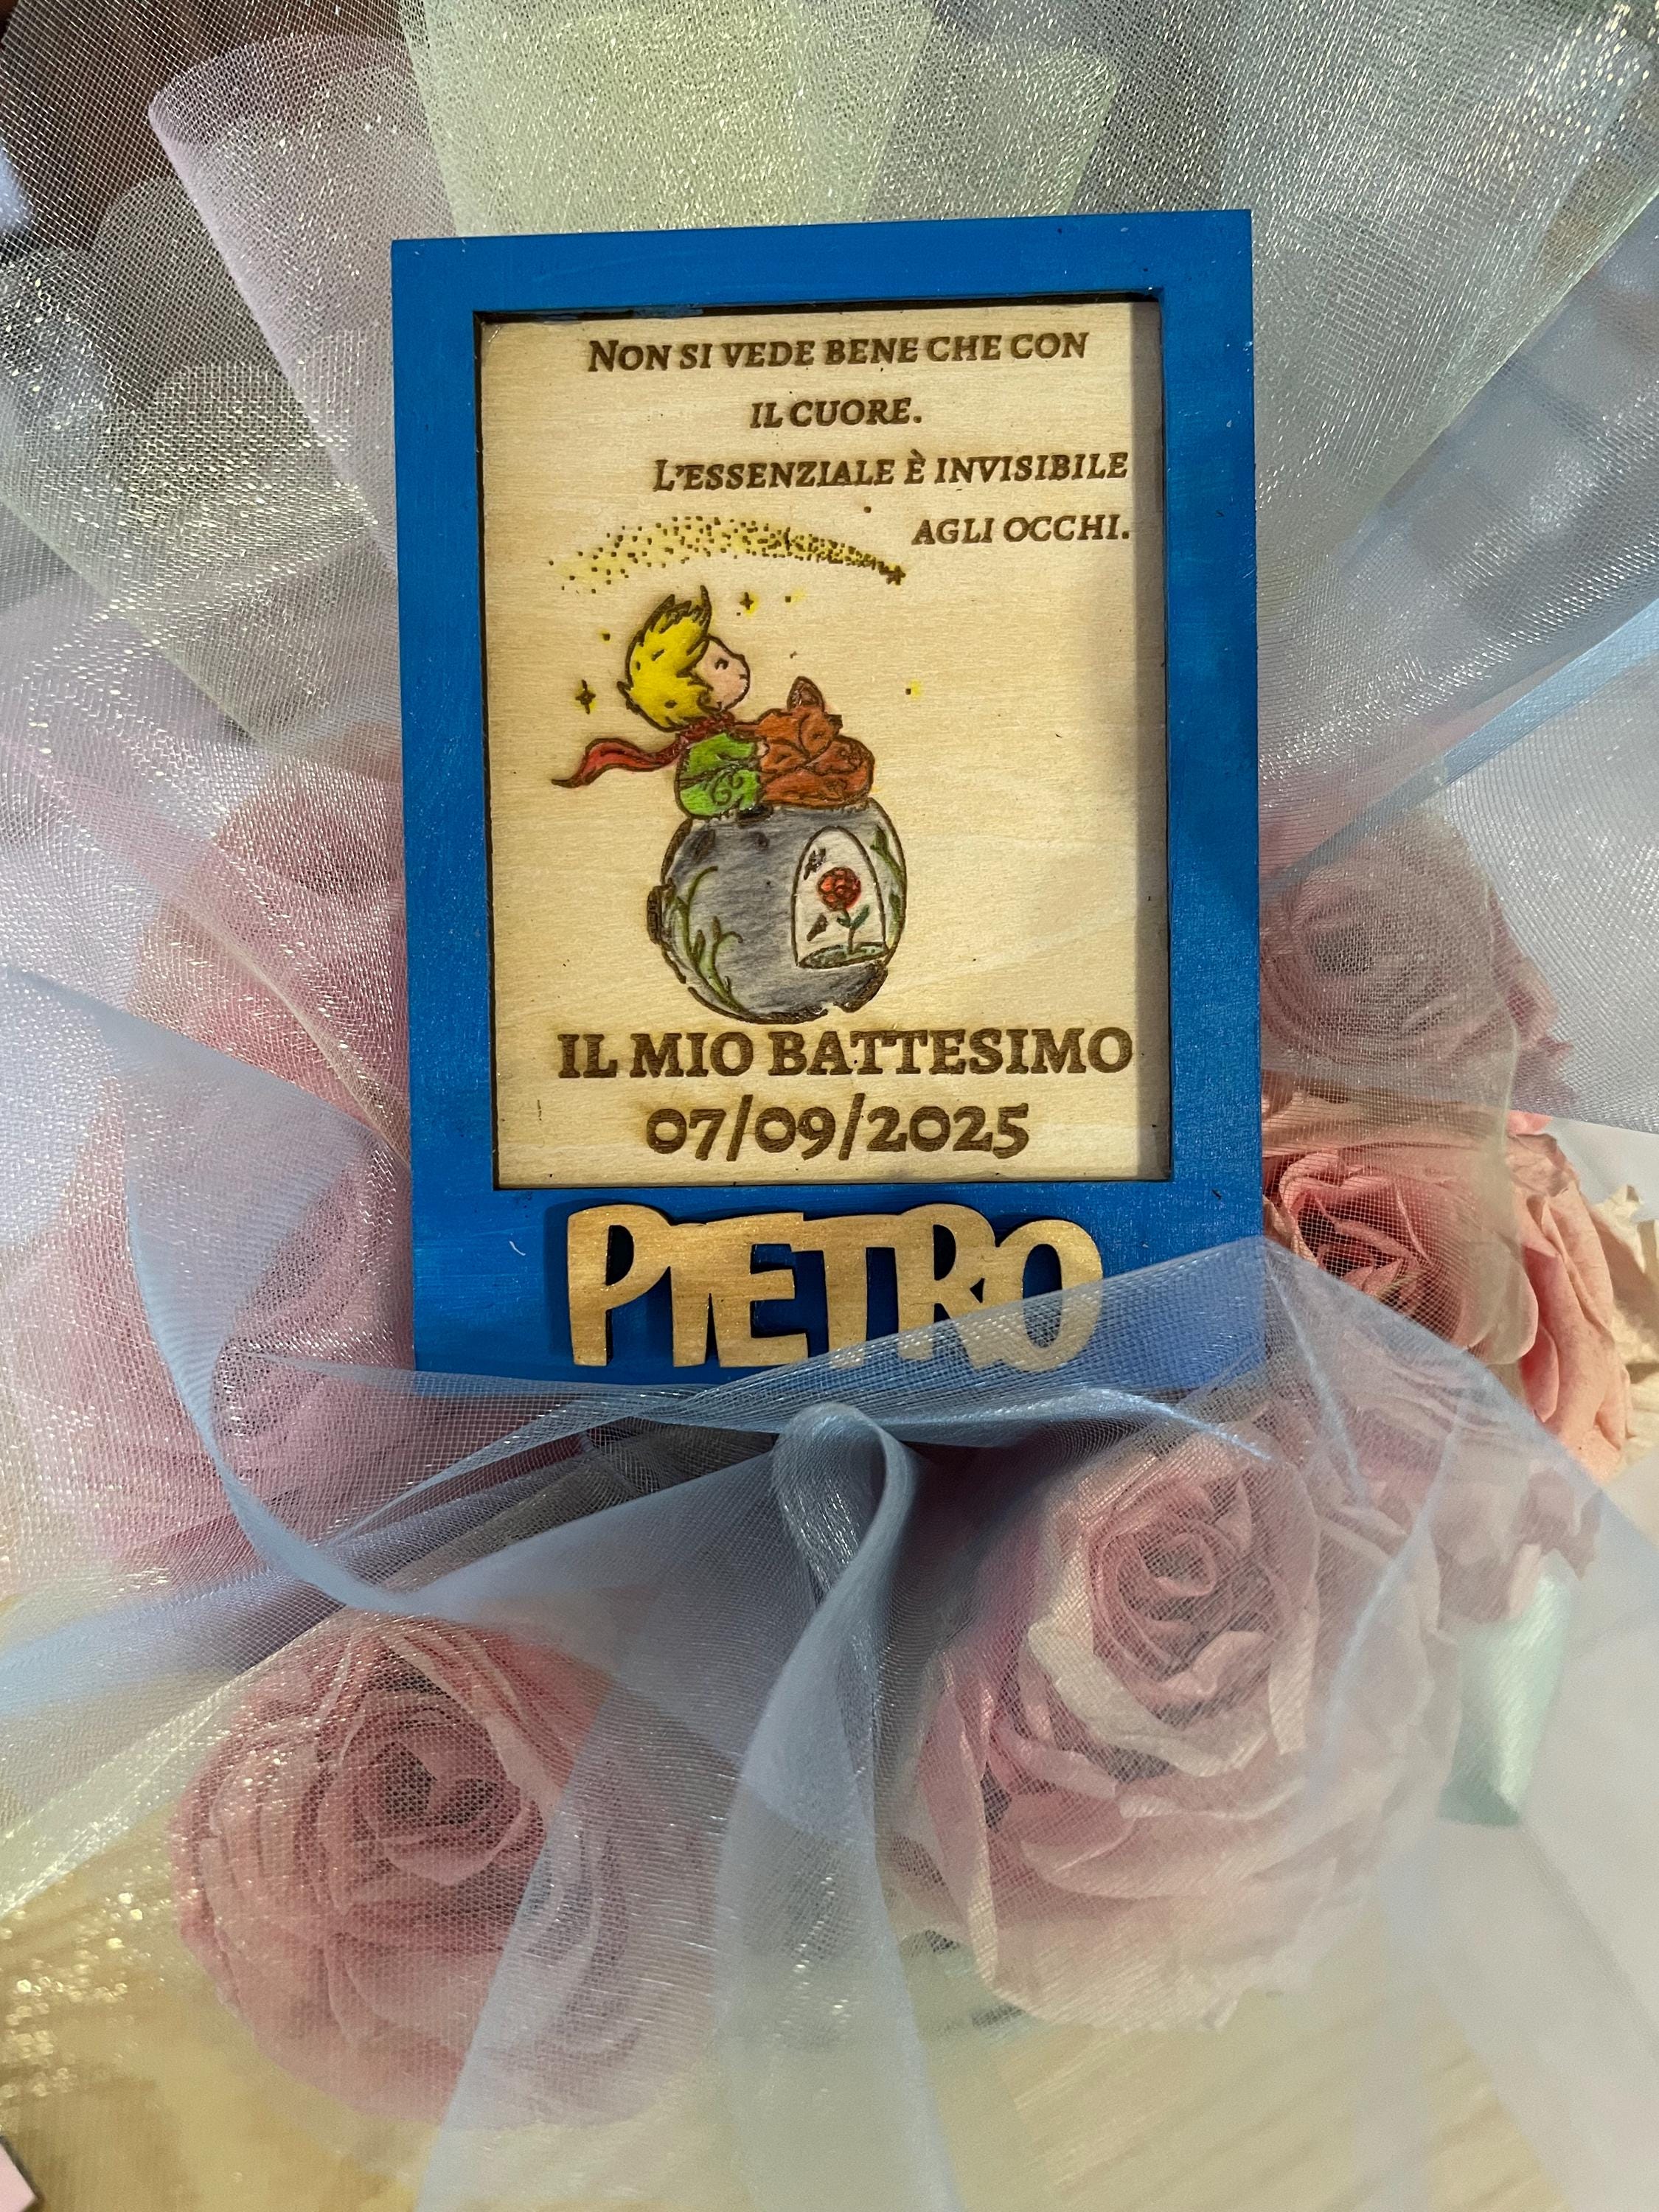 NON SI VEDE BENE CHE CON
IL CUORE.
L'ESSENZIALE È INVISIBILE
AGLI OCCHI.
IL MIO BATTESIMO
07/09/2025
PIETRO